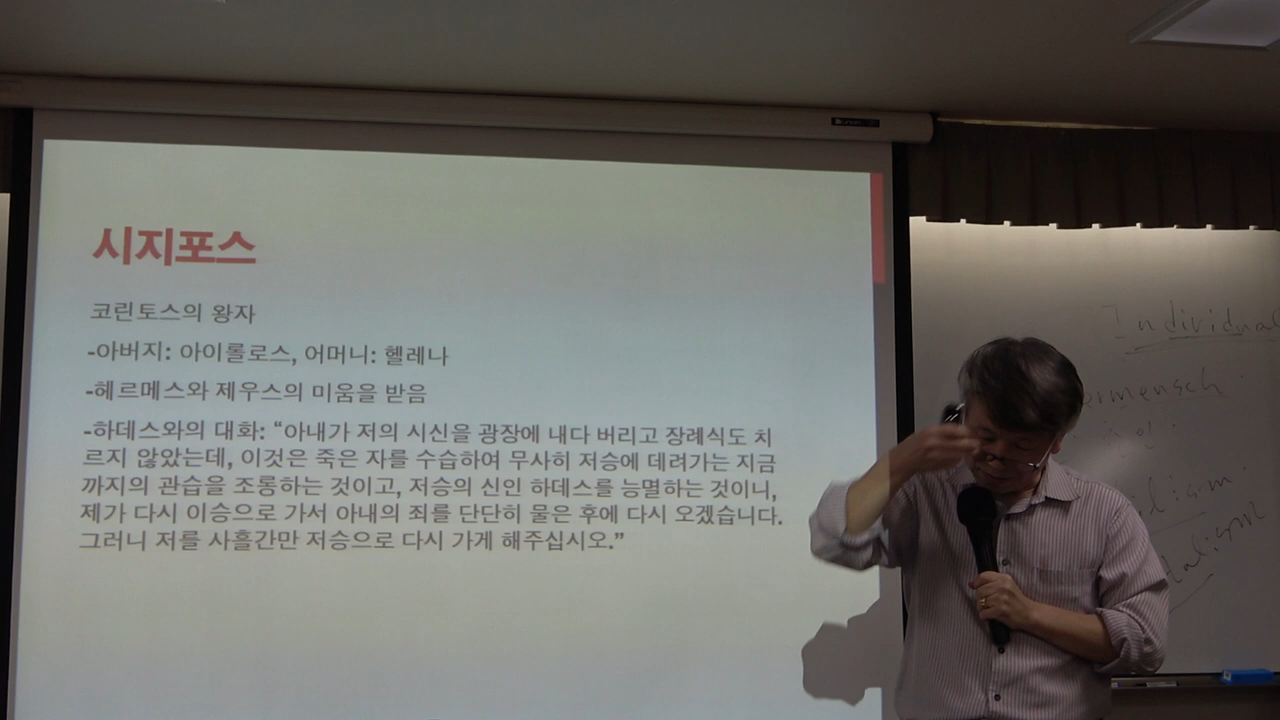 시지포스
코린토스의 왕자
-아버지: 아이롤로스, 어머니: 헬레나
-헤르메스와 제우스의 미움을 받음
-하데스와의 대화: “아내가 저의 시신을 광장에 내다 버리고 장례식도 치
르지 않았는데, 이것은 죽은 자를 수습하여 무사히 저승에 데려가는 지금
까지의 관습을 조롱하는 것이고, 저승의 신인 하데스를 능멸하는 것이니,
제가 다시 이승으로 가서 아내의 죄를 단단히 물은 후에 다시 오겠습니다.
그러니 저를 사흘간만 저승으로 다시 가게 해주십시오.”
Individual
ermensch